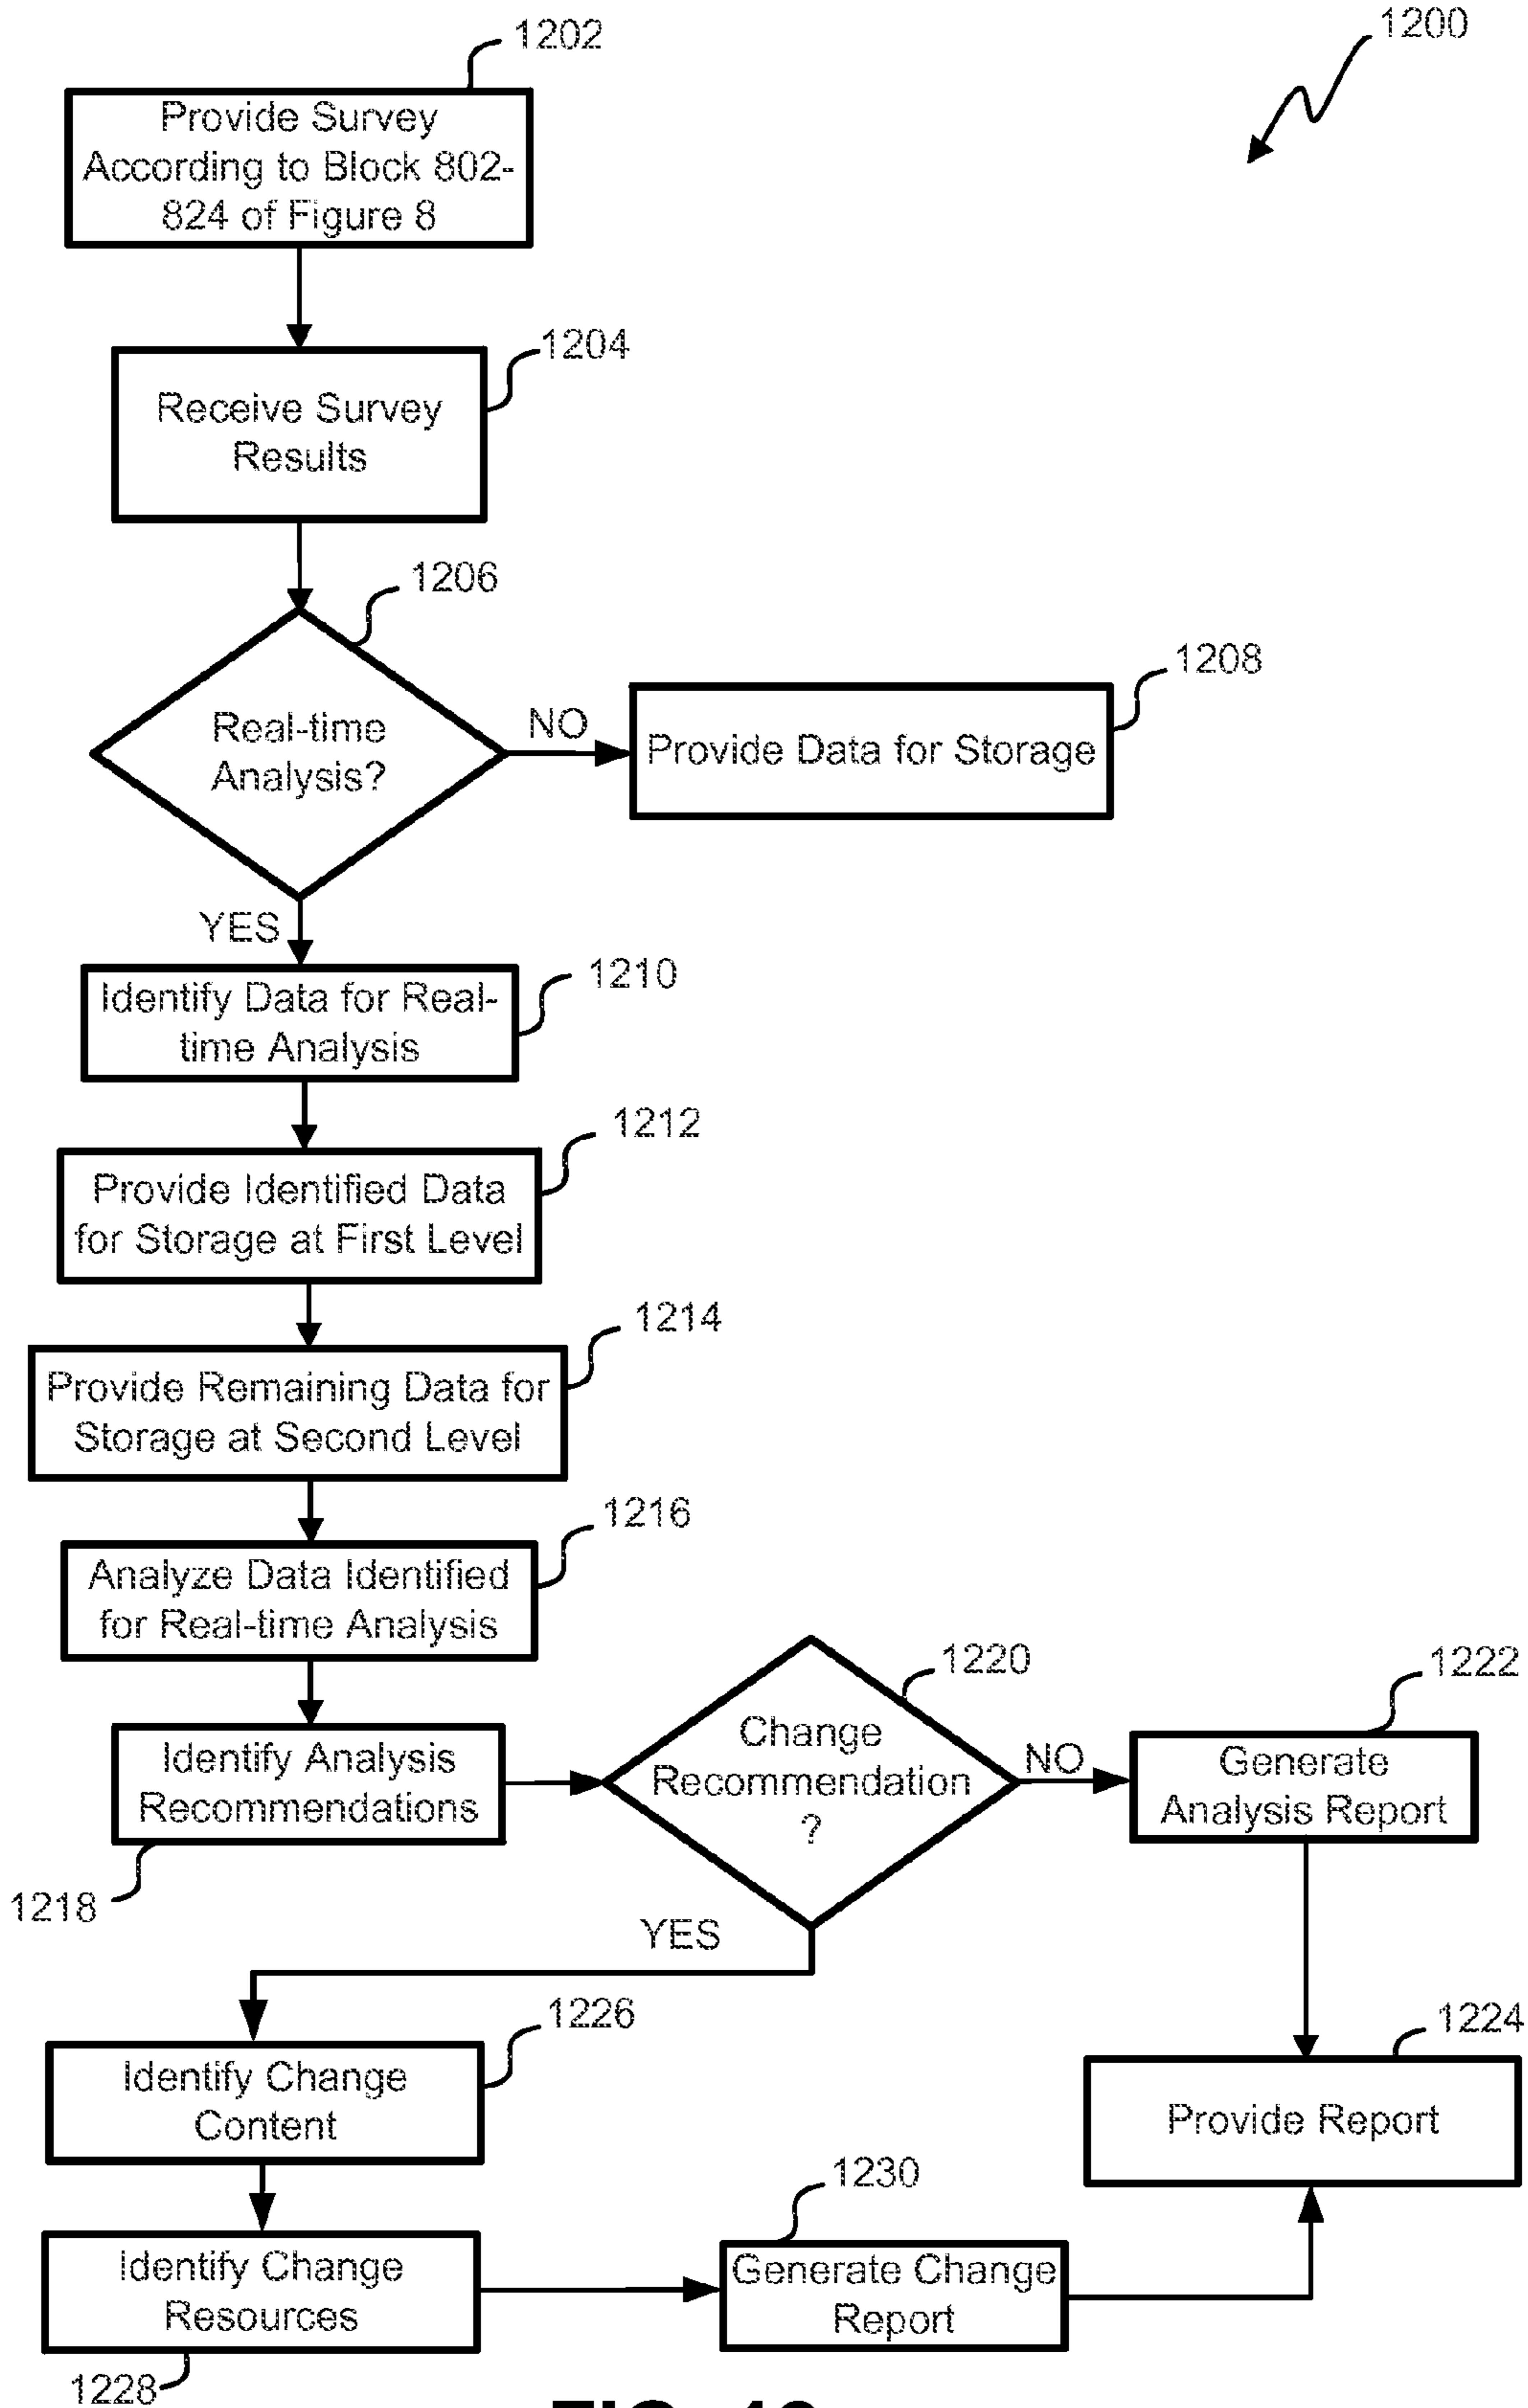 1200
1202
Provide Survey
According to Block 802-
824 of Figure 8
1204
Receive Survey
Results
1206
Real-time
Analysis?
NO
1208
Provide Data for Storage
YES
1210
Identify Data for Real-
time Analysis
1212
Provide Identified Data
for Storage at First Level
1214
Provide Remaining Data for
Storage at Second Level
1216
Analyze Data Identified
for Real-time Analysis
1218
Identify Analysis
Recommendations
1220
Change
Recommendation
?
NO
1222
Generate
Analysis Report
1224
Provide Report
YES
1226
Identify Change
Content
1228
Identify Change
Resources
1230
Generate Change
Report